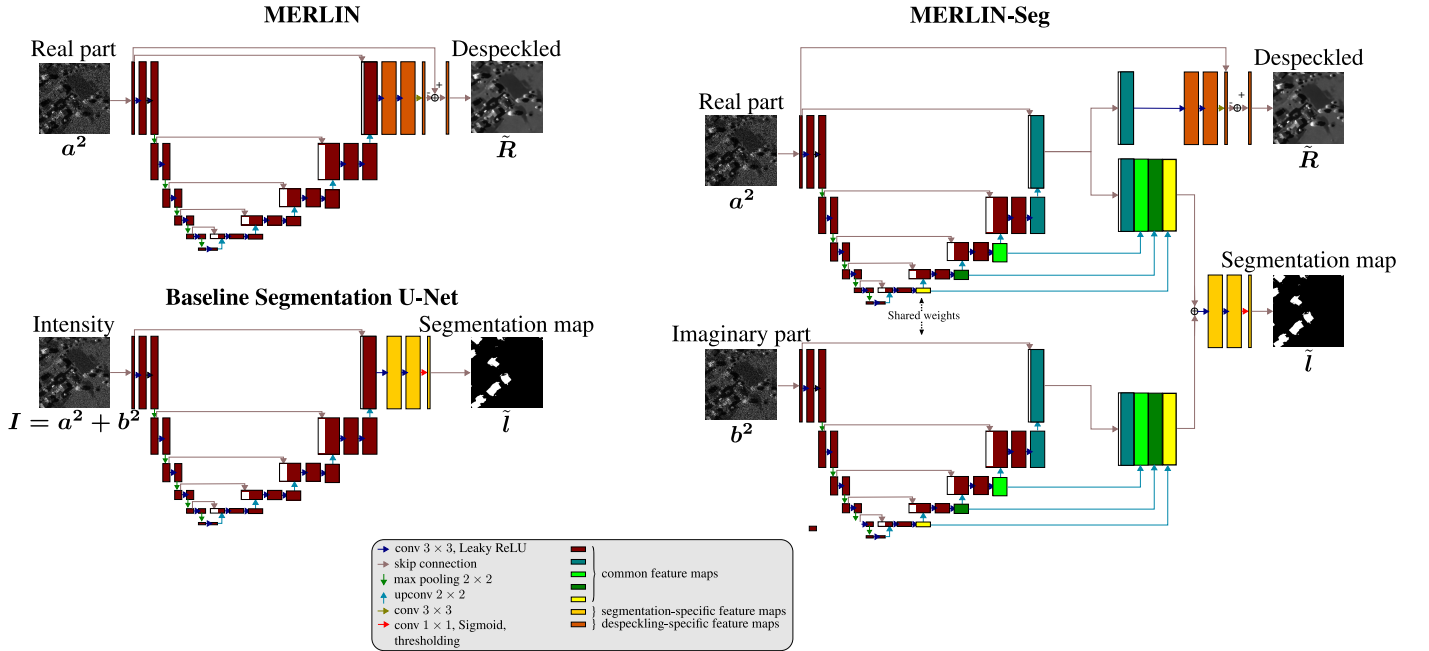 MERLIN
Real part
Despeckled
a²
+
-
R̃
Baseline Segmentation U-Net
Intensity
Segmentation map
I = a² + b²
l̃
MERLIN-Seg
Real part
Despeckled
a²
+
-
R̃
Segmentation map
Shared weights
l̃
Imaginary part
b²
conv 3 × 3, Leaky ReLU
skip connection
max pooling 2 × 2
upconv 2 × 2
conv 3 × 3
conv 1 × 1, Sigmoid,
thresholding
common feature maps
segmentation-specific feature maps
despeckling-specific feature maps